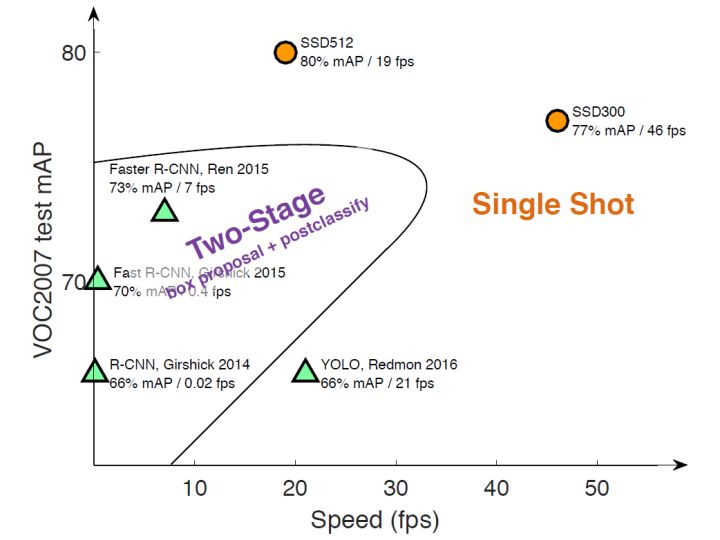 80
SSD512
80% mAP / 19 fps
SSD300
77% mAP / 46 fps
VOC2007 test mAP
Faster R-CNN, Ren 2015
73% mAP / 7 fps
Two-Stage
box proposal + postclassify
Single Shot
70
Fast R-CNN, Girshick 2015
70% mAP / 0.4 fps
R-CNN, Girshick 2014
66% mAP / 0.02 fps
YOLO, Redmon 2016
66% mAP / 21 fps
10 20 30 40 50
Speed (fps)